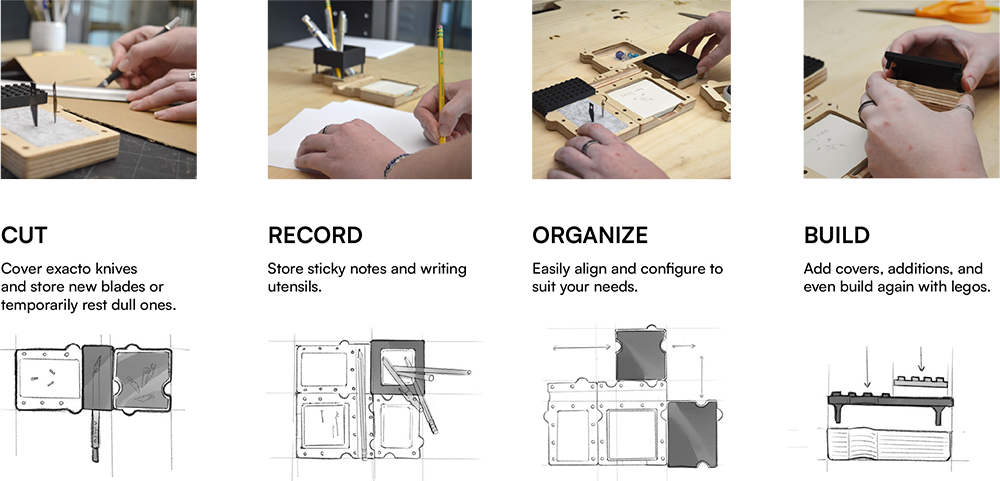 CUT
Cover exacto knives
and store new blades or
temporarily rest dull ones.
RECORD
Store sticky notes and writing
utensils.
ORGANIZE
Easily align and configure to
suit your needs.
BUILD
Add covers, additions, and
even build again with legos.